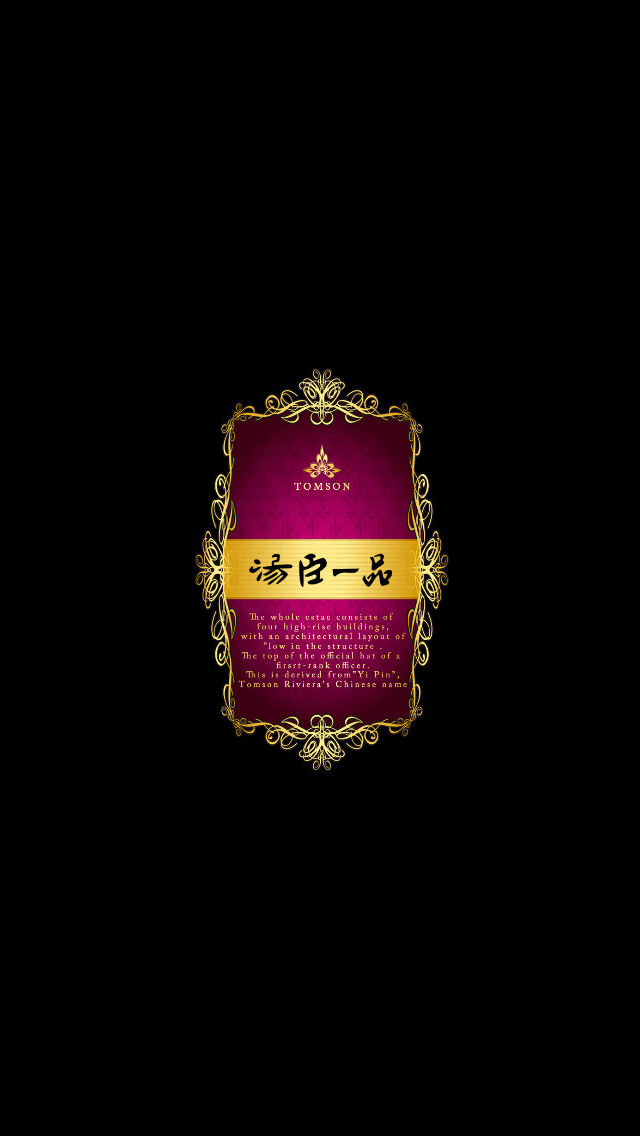 TOMSON
湯臣一品
The whole estae consists of
four high-rise buildings,
with an architectural layout of
"low in the structure .
The top of the official hat of a
firsrt-rank officer.
This is derived from"Yi Pin",
Tomson Riviera's Chinese name